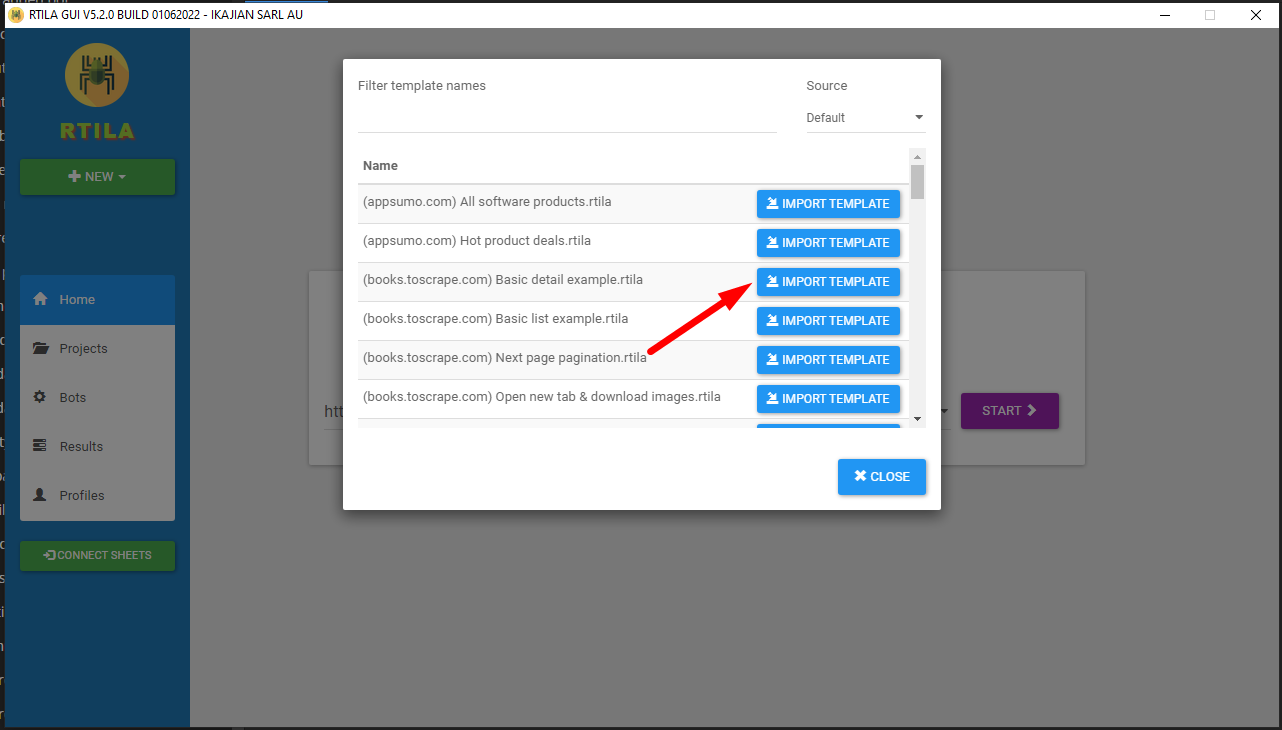 RTILA GUI V5.2.0 BUILD 01062022 - IKAJIAN SARL AU
RTILA
NEW
Home
Projects
Bots
Results
Profiles
CONNECT SHEETS
Filter template names
Source
Default
Name
(appsumo.com) All software products.rtila IMPORT TEMPLATE
(appsumo.com) Hot product deals.rtila IMPORT TEMPLATE
(books.toscrape.com) Basic detail example.rtila IMPORT TEMPLATE
(books.toscrape.com) Basic list example.rtila IMPORT TEMPLATE
(books.toscrape.com) Next page pagination.rtila IMPORT TEMPLATE
(books.toscrape.com) Open new tab & download images.rtila IMPORT TEMPLATE
START
CLOSE